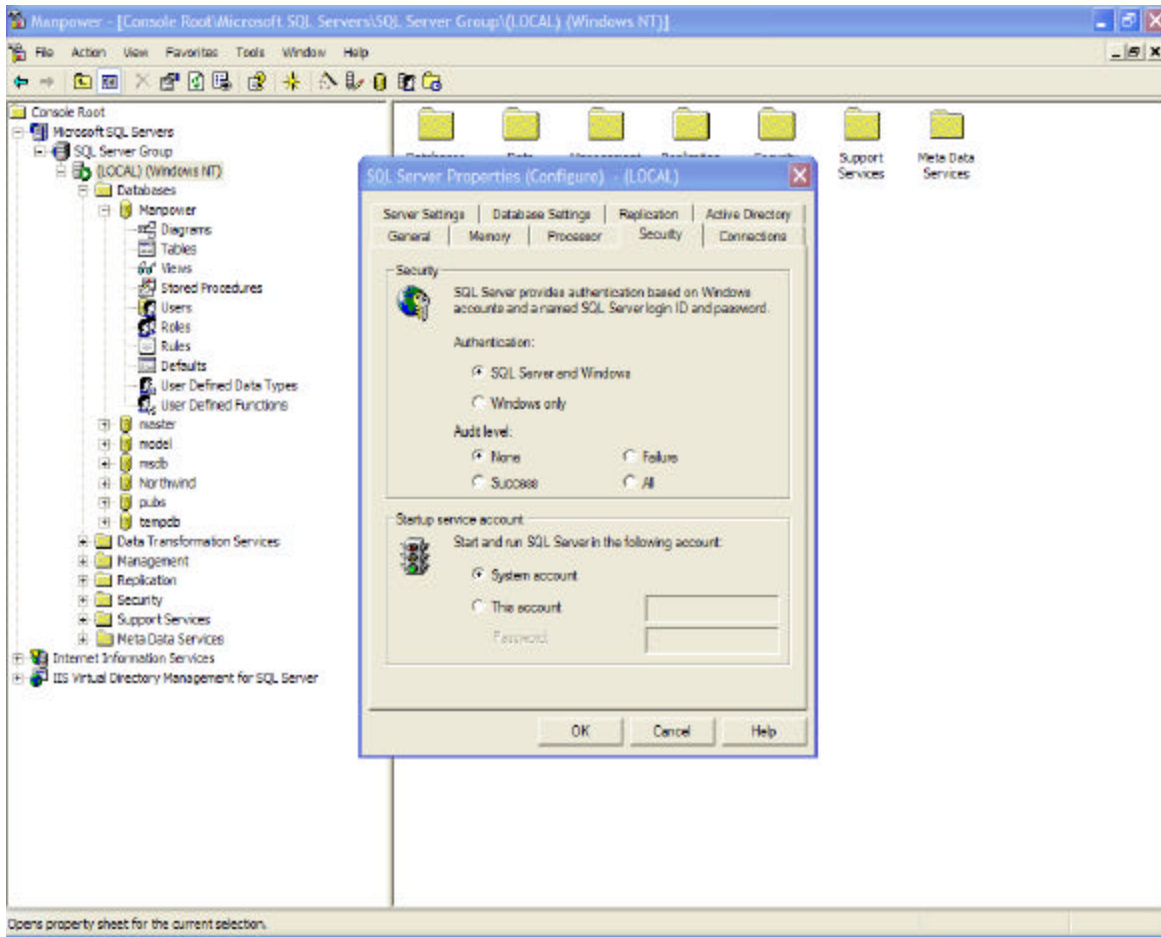 Manpower - [Console Root\Microsoft SQL Servers\SQL Server Group\(LOCAL) (Windows NT)]
File Action View Favorites Tools Window Help
Console Root
Microsoft SQL Servers
SQL Server Group
(LOCAL) (Windows NT)
Databases
Manpower
Diagrams
Tables
Views
Stored Procedures
Users
Roles
Rules
Defaults
User Defined Data Types
User Defined Functions
master
model
msdb
Northwind
pubs
tempdb
Data Transformation Services
Management
Replication
Security
Support Services
Meta Data Services
Internet Information Services
IIS Virtual Directory Management for SQL Server
Support
Services
Meta Data
Services
SQL Server Properties (Configure) - (LOCAL)
Server Settings Database Settings Replication Active Directory
General Memory Processor Security Connections
Security
SQL Server provides authentication based on Windows
accounts and a named SQL Server login ID and password.
Authentication:
SQL Server and Windows
Windows only
Audit level:
None Failure
Success All
Startup service account
Start and run SQL Server in the following account:
System account
This account
Password:
OK Cancel Help
Opens property sheet for the current selection.